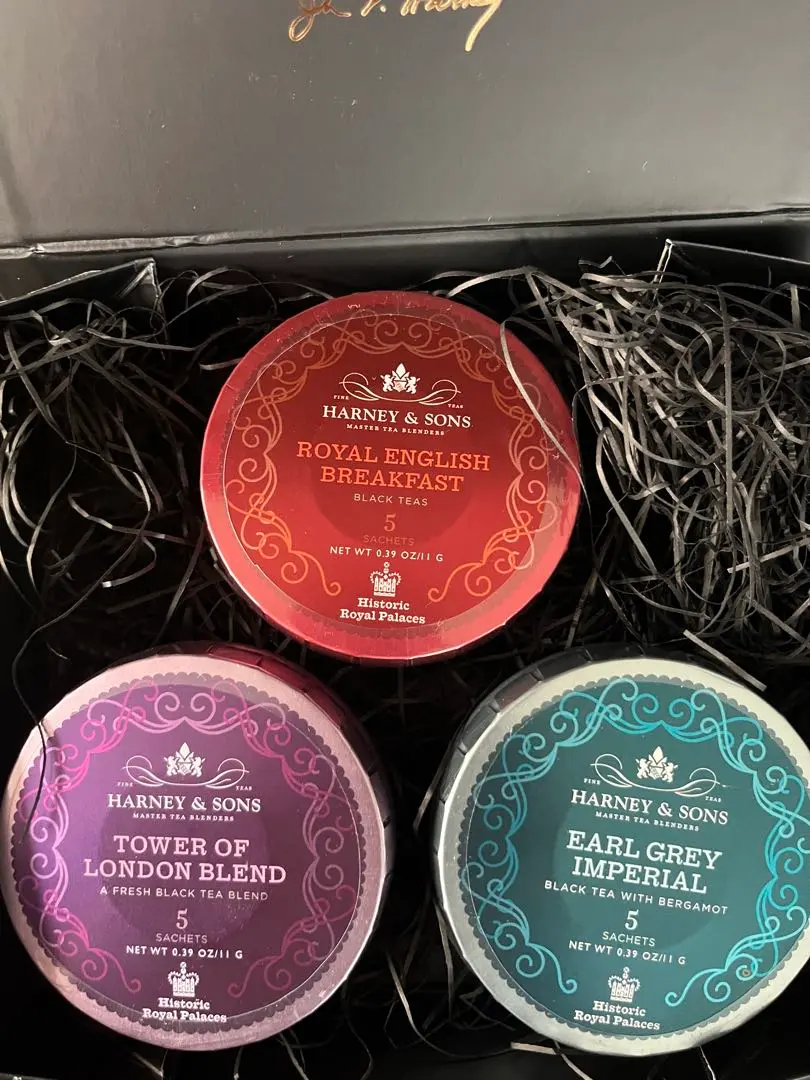 FINE TEAS
HARNEY & SONS
MASTER TEA BLENDERS
ROYAL ENGLISH
BREAKFAST
BLACK TEAS
5
SACHETS
NET WT 0.39 OZ/11 G
Historic
Royal Palaces
FINE TEAS
HARNEY & SONS
MASTER TEA BLENDERS
TOWER OF
LONDON BLEND
A FRESH BLACK TEA BLEND
5
SACHETS
NET WT 0.39 OZ/11 G
Historic
Royal Palaces
FINE TEAS
HARNEY & SONS
MASTER TEA BLENDERS
EARL GREY
IMPERIAL
BLACK TEA WITH BERGAMOT
5
SACHETS
NET WT 0.39 OZ/11 G
Historic
Royal Palaces